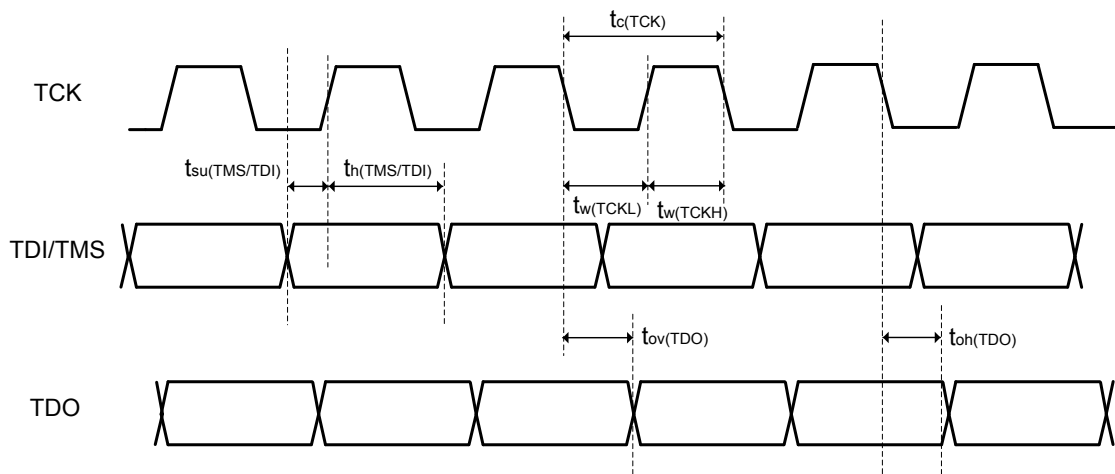 tc(TCK)
TCK
tsu(TMS/TDI) th(TMS/TDI)
tw(TCKL) tw(TCKH)
TDI/TMS
tov(TDO) toh(TDO)
TDO